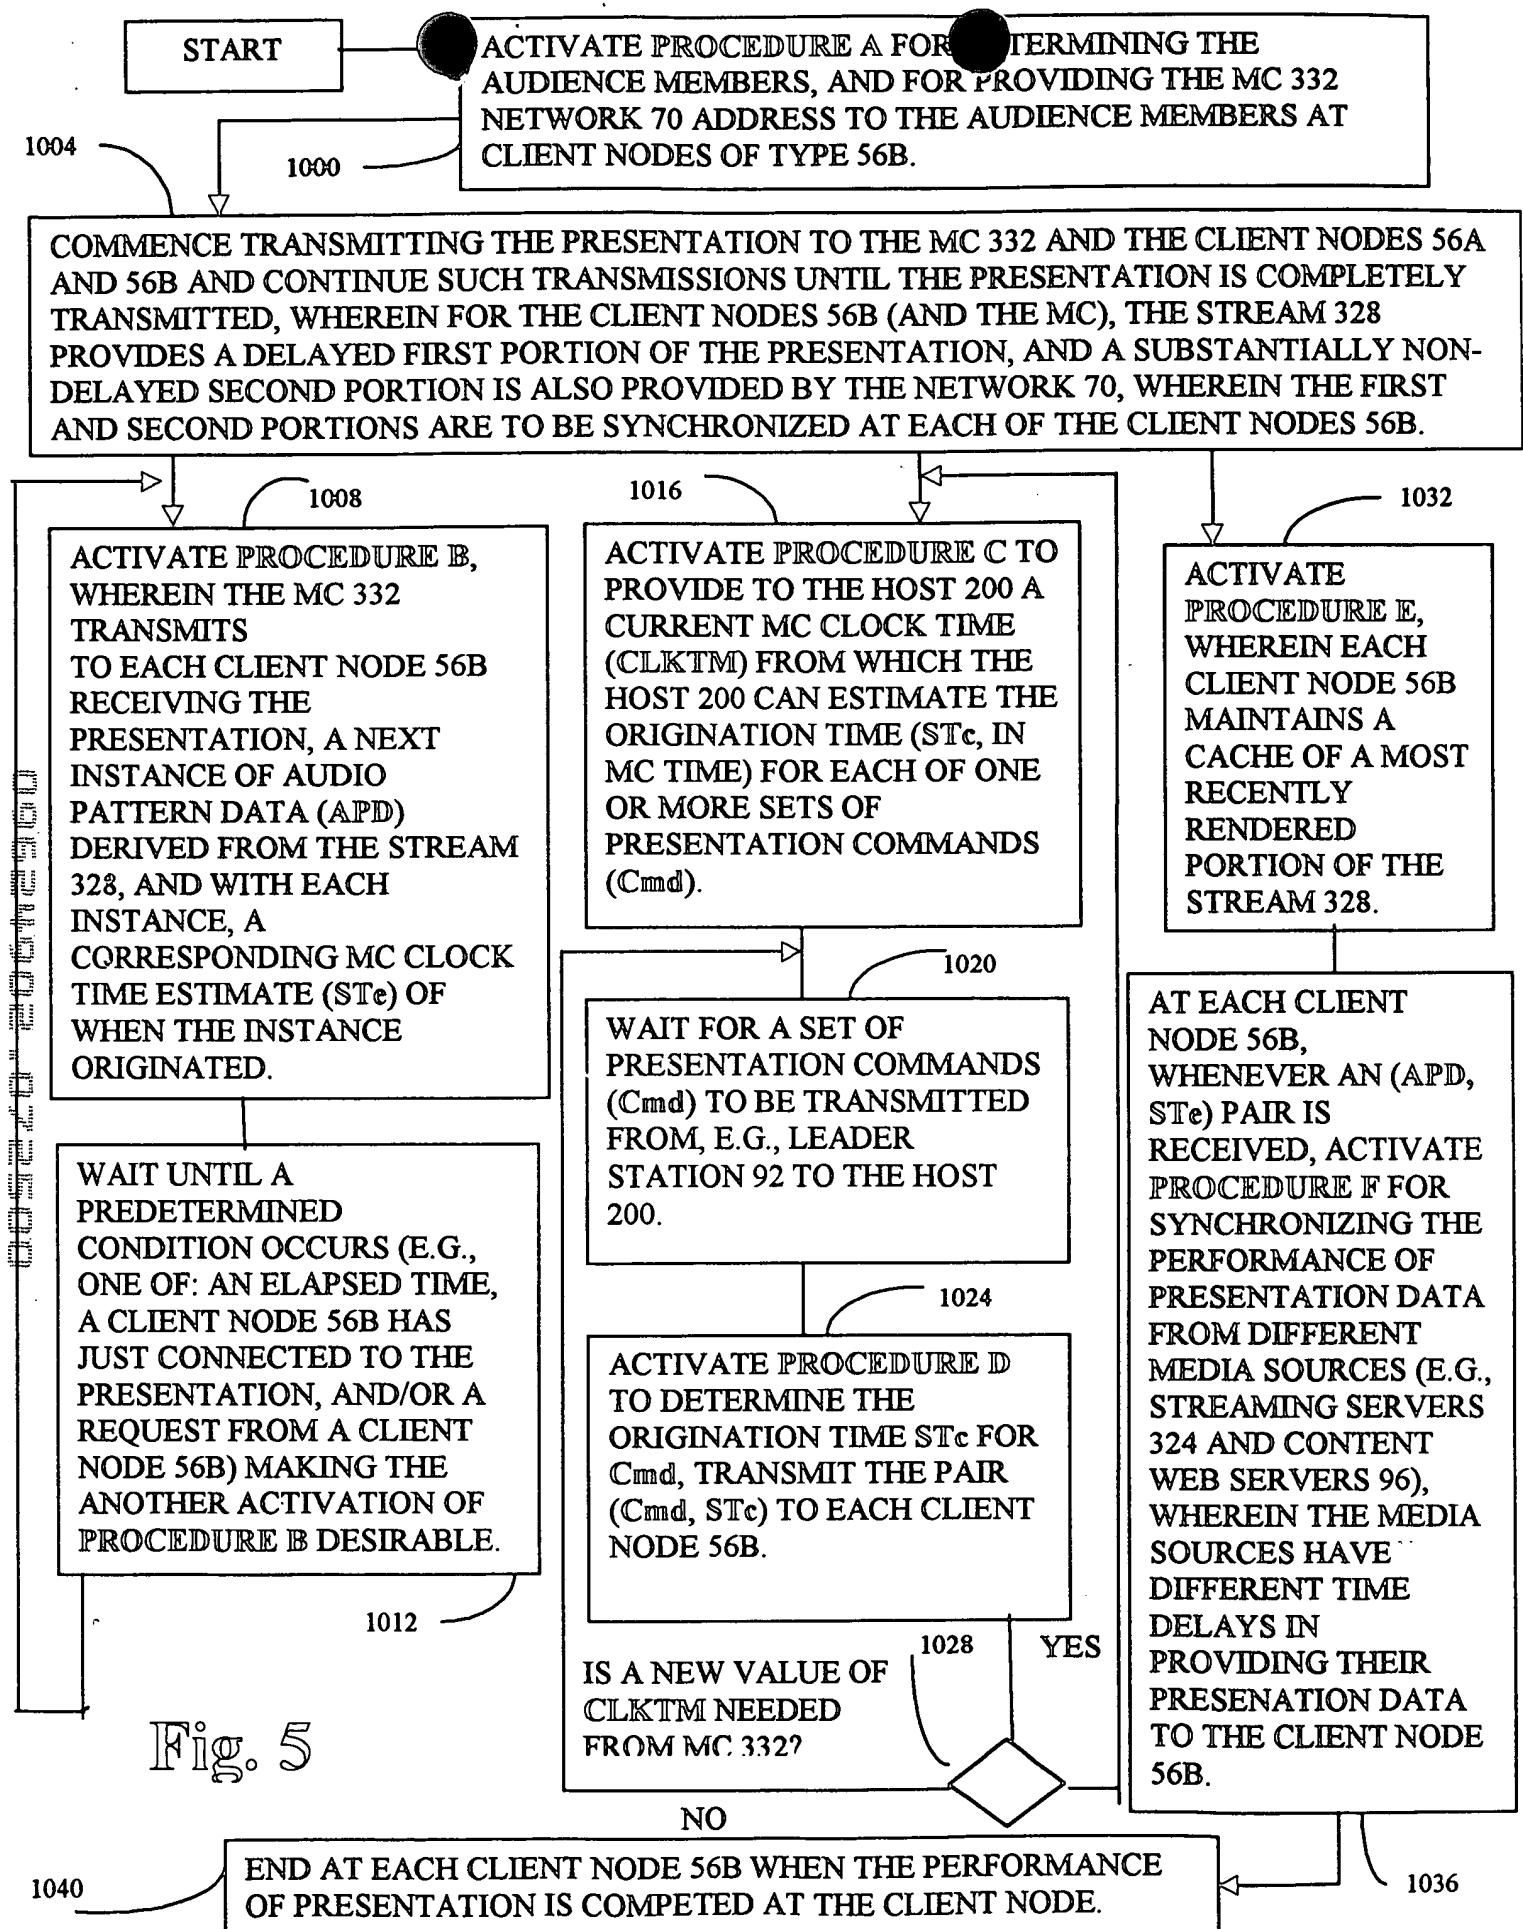 START
ACTIVATE PROCEDURE A FOR TERMINING THE
AUDIENCE MEMBERS, AND FOR PROVIDING THE MC 332
NETWORK 70 ADDRESS TO THE AUDIENCE MEMBERS AT
CLIENT NODES OF TYPE 56B.
1004
1000
COMMENCE TRANSMITTING THE PRESENTATION TO THE MC 332 AND THE CLIENT NODES 56A
AND 56B AND CONTINUE SUCH TRANSMISSIONS UNTIL THE PRESENTATION IS COMPLETELY
TRANSMITTED, WHEREIN FOR THE CLIENT NODES 56B (AND THE MC), THE STREAM 328
PROVIDES A DELAYED FIRST PORTION OF THE PRESENTATION, AND A SUBSTANTIALLY NON-
DELAYED SECOND PORTION IS ALSO PROVIDED BY THE NETWORK 70, WHEREIN THE FIRST
AND SECOND PORTIONS ARE TO BE SYNCHRONIZED AT EACH OF THE CLIENT NODES 56B.
1008
ACTIVATE PROCEDURE B,
WHEREIN THE MC 332
TRANSMITS
TO EACH CLIENT NODE 56B
RECEIVING THE
PRESENTATION, A NEXT
INSTANCE OF AUDIO
PATTERN DATA (APD)
DERIVED FROM THE STREAM
328, AND WITH EACH
INSTANCE, A
CORRESPONDING MC CLOCK
TIME ESTIMATE (STe) OF
WHEN THE INSTANCE
ORIGINATED.
WAIT UNTIL A
PREDETERMINED
CONDITION OCCURS (E.G.,
ONE OF: AN ELAPSED TIME,
A CLIENT NODE 56B HAS
JUST CONNECTED TO THE
PRESENTATION, AND/OR A
REQUEST FROM A CLIENT
NODE 56B) MAKING THE
ANOTHER ACTIVATION OF
PROCEDURE B DESIRABLE.
1012
1016
ACTIVATE PROCEDURE C TO
PROVIDE TO THE HOST 200 A
CURRENT MC CLOCK TIME
(CLKTM) FROM WHICH THE
HOST 200 CAN ESTIMATE THE
ORIGINATION TIME (STc, IN
MC TIME) FOR EACH OF ONE
OR MORE SETS OF
PRESENTATION COMMANDS
(Cmd).
1020
WAIT FOR A SET OF
PRESENTATION COMMANDS
(Cmd) TO BE TRANSMITTED
FROM, E.G., LEADER
STATION 92 TO THE HOST
200.
1024
ACTIVATE PROCEDURE D
TO DETERMINE THE
ORIGINATION TIME STc FOR
Cmd, TRANSMIT THE PAIR
(Cmd, STc) TO EACH CLIENT
NODE 56B.
1028
YES
IS A NEW VALUE OF
CLKTM NEEDED
FROM MC 332?
NO
1032
ACTIVATE
PROCEDURE E,
WHEREIN EACH
CLIENT NODE 56B
MAINTAINS A
CACHE OF A MOST
RECENTLY
RENDERED
PORTION OF THE
STREAM 328.
AT EACH CLIENT
NODE 56B,
WHENEVER AN (APD,
STe) PAIR IS
RECEIVED, ACTIVATE
PROCEDURE F FOR
SYNCHRONIZING THE
PERFORMANCE OF
PRESENTATION DATA
FROM DIFFERENT
MEDIA SOURCES (E.G.,
STREAMING SERVERS
324 AND CONTENT
WEB SERVERS 96),
WHEREIN THE MEDIA
SOURCES HAVE
DIFFERENT TIME
DELAYS IN
PROVIDING THEIR
PRESENATION DATA
TO THE CLIENT NODE
56B.
1036
Fig. 5
1040
END AT EACH CLIENT NODE 56B WHEN THE PERFORMANCE
OF PRESENTATION IS COMPETED AT THE CLIENT NODE.